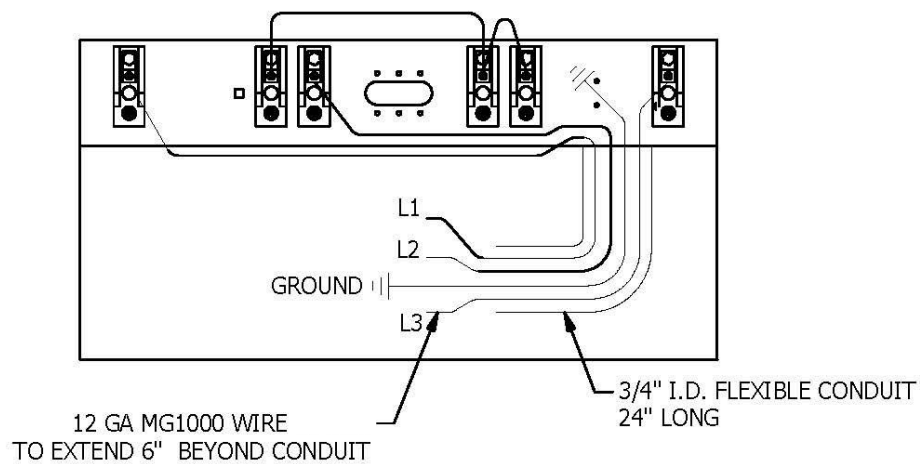 L1
L2
GROUND
L3
3/4" I.D. FLEXIBLE CONDUIT
24" LONG
12 GA MG1000 WIRE
TO EXTEND 6" BEYOND CONDUIT